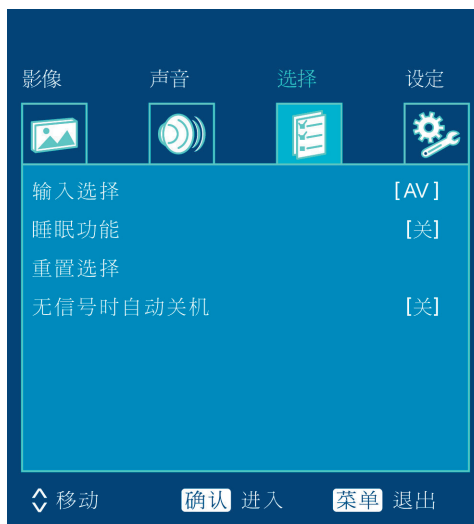 影像 声音 选择 设定
输入选择 [AV]
睡眠功能 [关]
重置选择
无信号时自动关机 [关]
移动 确认 进入 菜单 退出